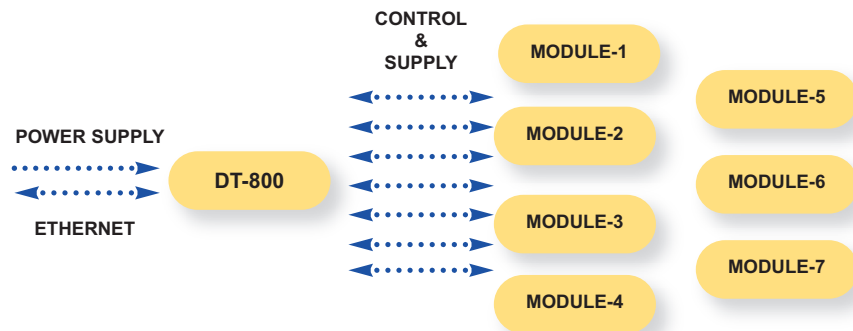 CONTROL
&
SUPPLY
POWER SUPPLY
ETHERNET
DT-800
MODULE-1
MODULE-2
MODULE-3
MODULE-4
MODULE-5
MODULE-6
MODULE-7